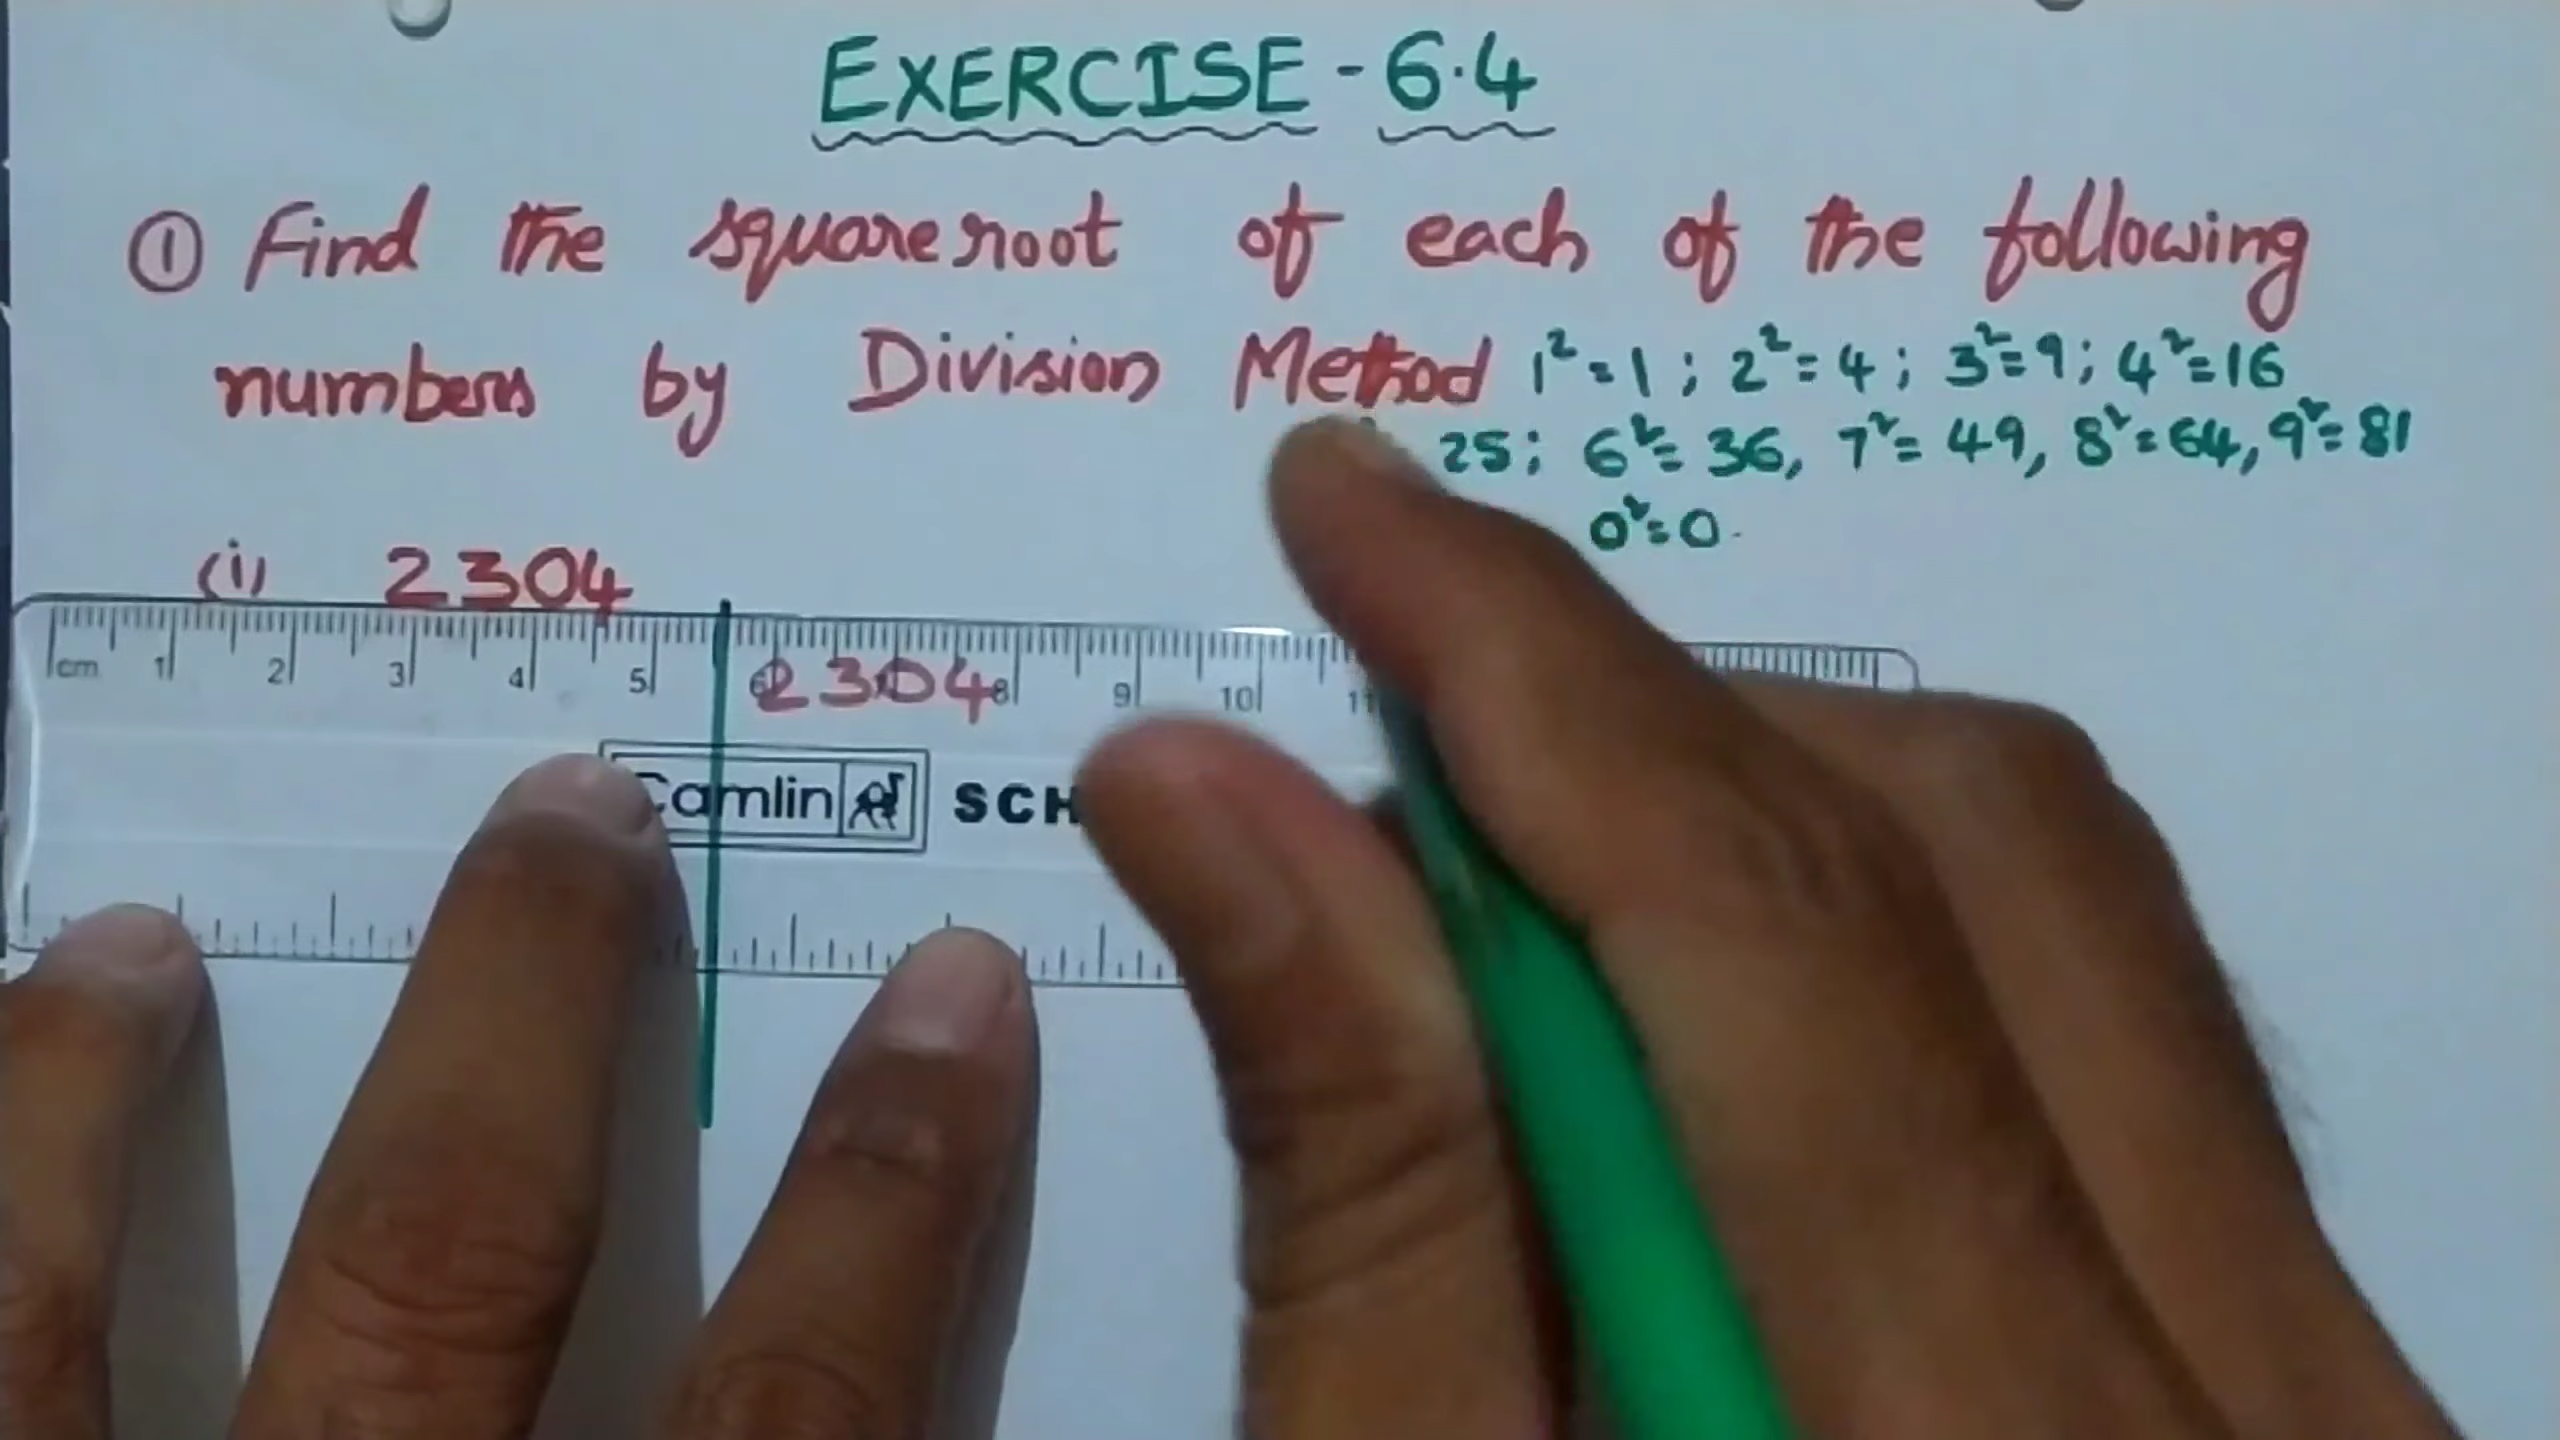 EXERCISE - 6.4
① Find the squareroot of each of the following
numbers by Division Method 1² = 1 ; 2² = 4 ; 3² = 9 ; 4² = 16
25 ; 6² = 36, 7² = 49, 8² = 64, 9² = 81
0² = 0.
(i) 2304
cm 1 2 3 4 5 6 8 9 10 11
2304
Camlin SCH